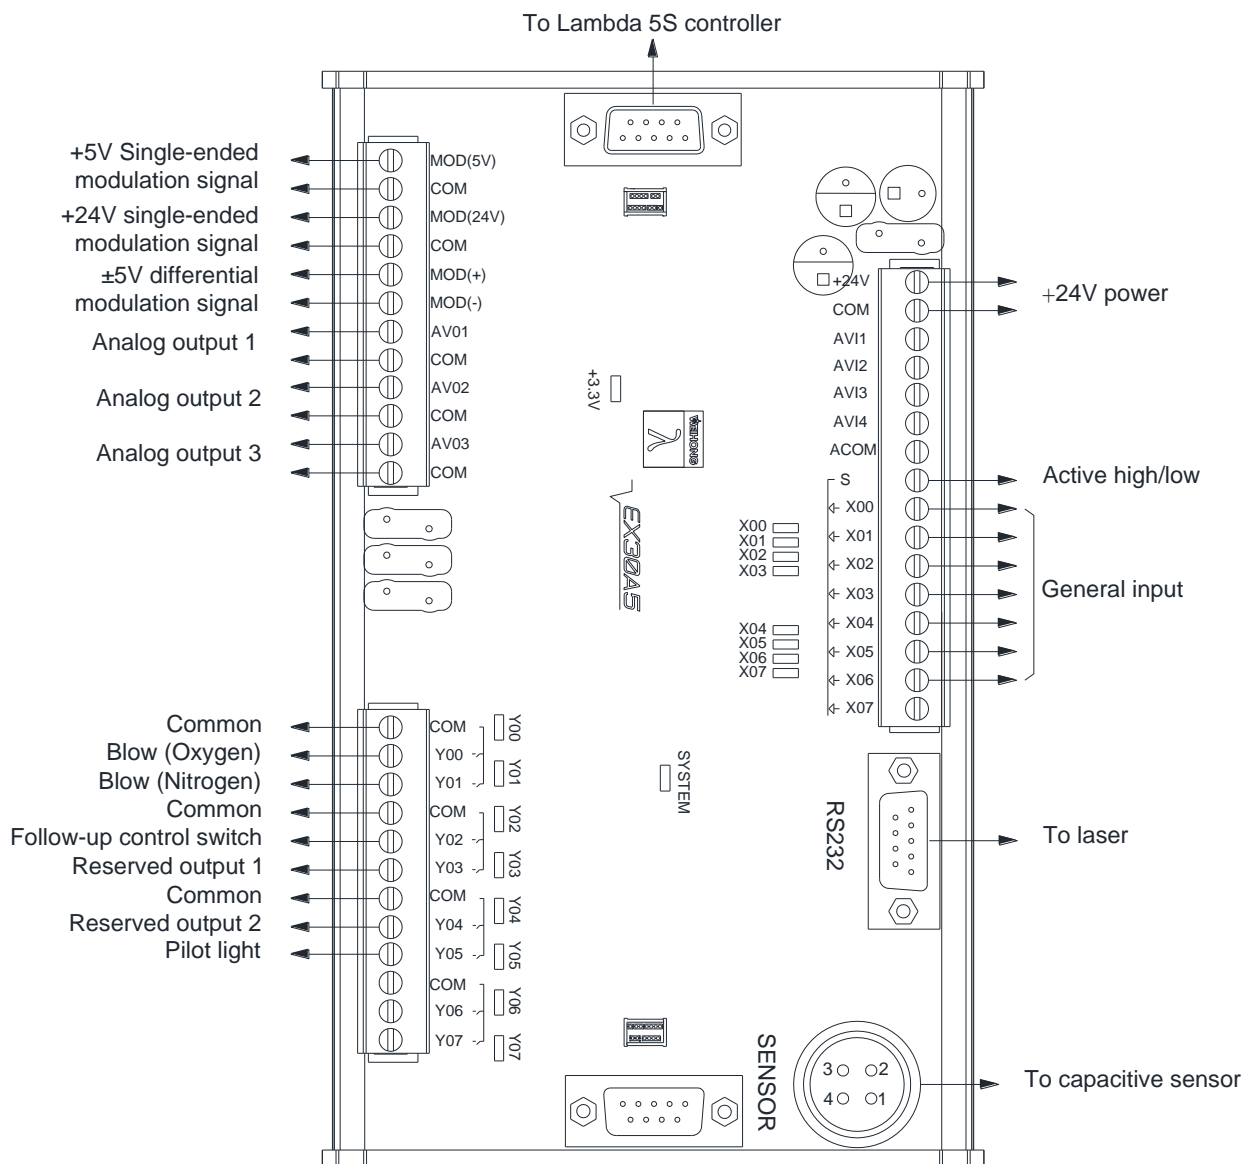 To Lambda 5S controller
+5V Single-ended
modulation signal
+24V single-ended
modulation signal
±5V differential
modulation signal
Analog output 1
Analog output 2
Analog output 3
MOD(5V)
COM
MOD(24V)
COM
MOD(+)
MOD(-)
AV01
COM
AV02
COM
AV03
COM
+3.3V
WEIHONG
λ
EX30A5
+24V
COM
AVI1
AVI2
AVI3
AVI4
ACOM
S
X00
X01
X02
X03
X04
X05
X06
X07
+24V power
Active high/low
General input
X00
X01
X02
X03
X04
X05
X06
X07
Common
Blow (Oxygen)
Blow (Nitrogen)
Common
Follow-up control switch
Reserved output 1
Common
Reserved output 2
Pilot light
COM
Y00
Y01
COM
Y02
Y03
COM
Y04
Y05
COM
Y06
Y07
Y00
Y01
Y02
Y03
Y04
Y05
Y06
Y07
SYSTEM
RS232
To laser
SENSOR
3 2
4 1
To capacitive sensor